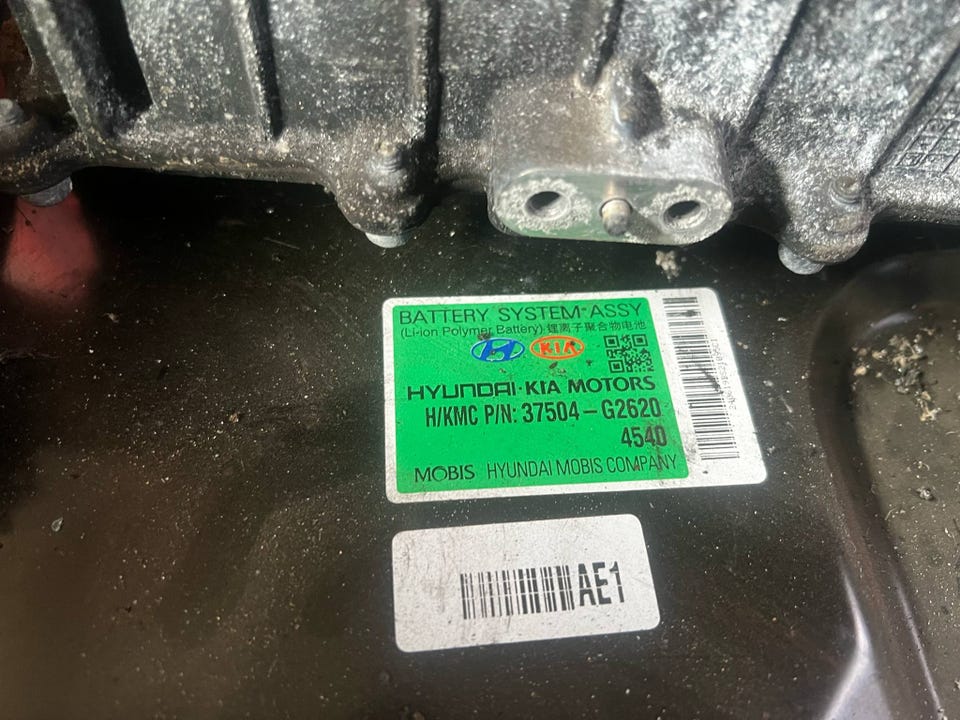 BATTERY SYSTEM ASSY
(Li-ion Polymer Battery) 锂离子聚合物电池
KIA
HYUNDAI·KIA MOTORS
H/KMC P/N: 37504-G2620
4540
MOBIS HYUNDAI MOBIS COMPANY
AE1